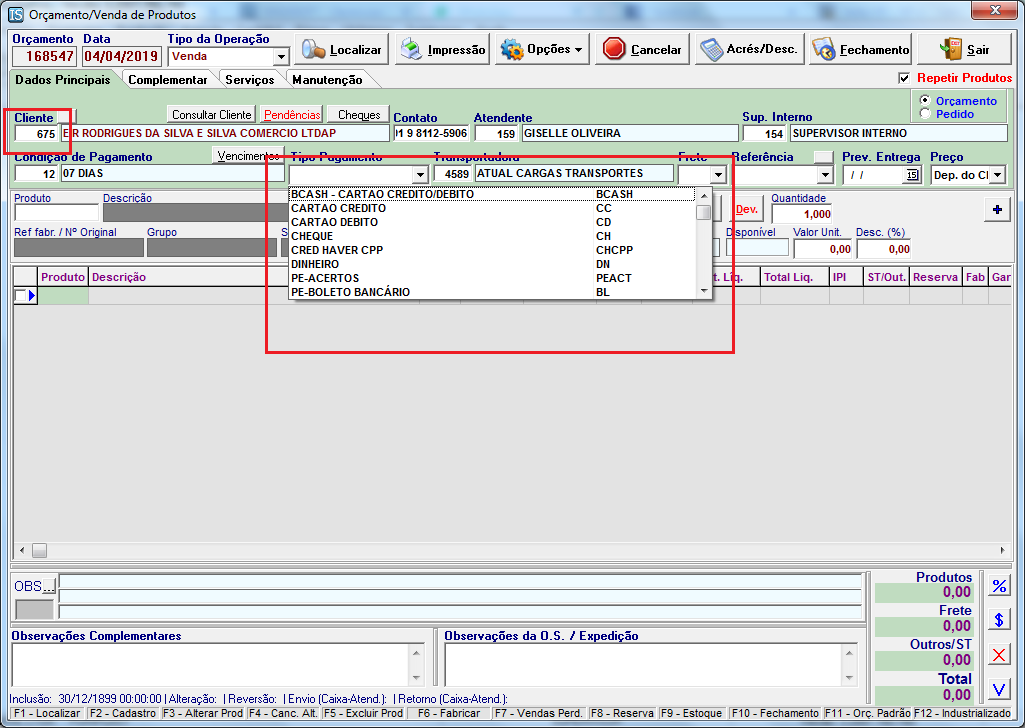 Orçamento/Venda de Produtos
Orçamento Data Tipo da Operação
168547 04/04/2019 Venda
Localizar Impressão Opções Cancelar Acrés/Desc. Fechamento Sair
Dados Principais Complementar Serviços Manutenção
Repetir Produtos
Orçamento
Pedido
Consultar Cliente Pendências Cheques
Cliente Contato Atendente Sup. Interno
675 E R RODRIGUES DA SILVA E SILVA COMERCIO LTDAP 9 8112-5906 159 GISELLE OLIVEIRA 154 SUPERVISOR INTERNO
Condição de Pagamento Vencimentos Tipo Pagamento Transportadora Frete Referência Prev. Entrega Preço
12 07 DIAS 4589 ATUAL CARGAS TRANSPORTES / / 15 Dep. do Cl
Produto Descrição Quantidade
Dev. 1,000 +
Ref fabr. / Nº Original Grupo S Disponível Valor Unit. Desc. (%)
0,00 0,00
BCASH - CARTAO CREDITO/DEBITO BCASH
CARTAO CREDITO CC
CARTAO DEBITO CD
CHEQUE CH
CRED HAVER CPP CHCPP
DINHEIRO DN
PE-ACERTOS PEACT
PE-BOLETO BANCÁRIO BL
Produto Descrição t. Liq. Total Liq. IPI ST/Out. Reserva Fab Gar
OBS...
Produtos
0,00
Frete
0,00
Outros/ST
0,00
Total
0,00
%
$
X
V
Observações Complementares Observações da O.S. / Expedição
Inclusão: 30/12/1899 00:00:00 | Alteração: | Reversão: | Envio (Caixa-Atend.): | Retorno (Caixa-Atend.):
F1 - Localizar F2 - Cadastro F3 - Alterar Prod F4 - Canc. Alt. F5 - Excluir Prod F6 - Fabricar F7 - Vendas Perd. F8 - Reserva F9 - Estoque F10 - Fechamento F11 - Orç. Padrão F12 - Industrializado